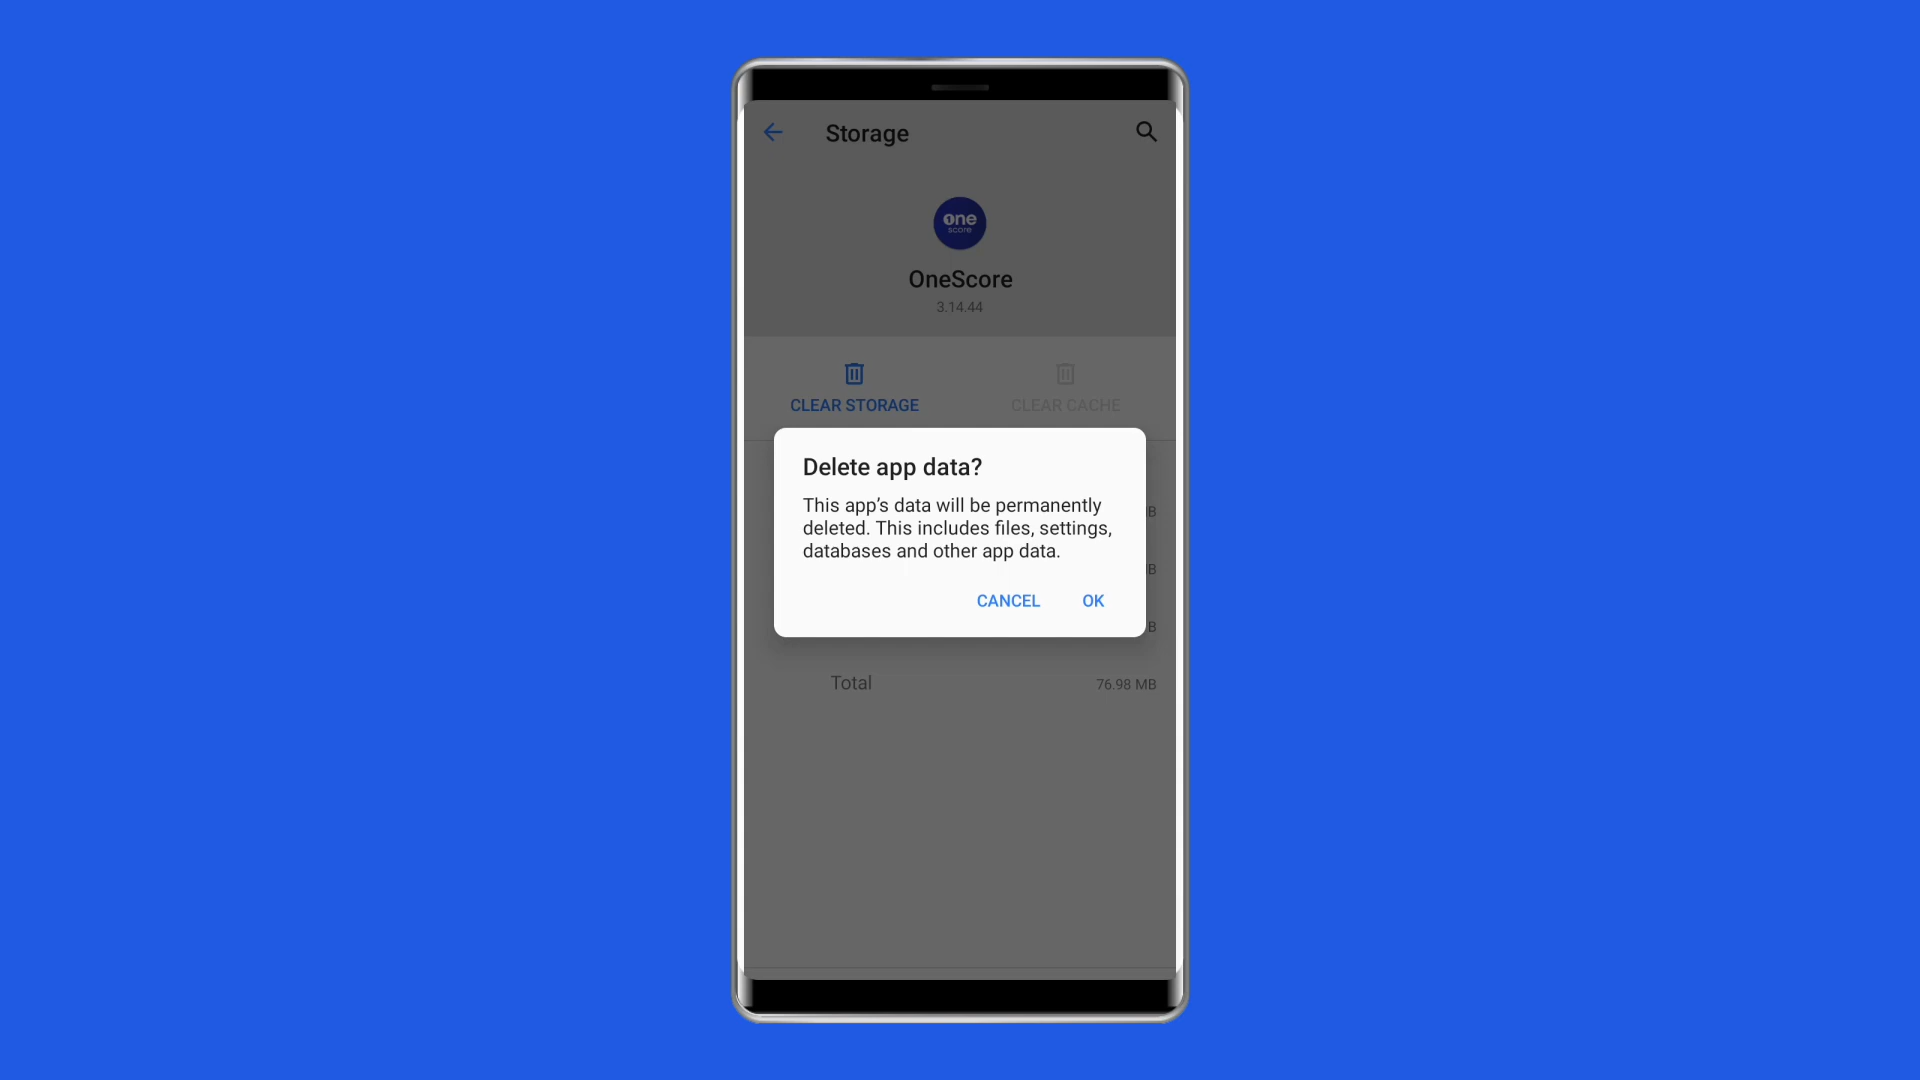 Storage
one
score
OneScore
3.14.44
CLEAR STORAGE
CLEAR CACHE
Delete app data?
This app’s data will be permanently
deleted. This includes files, settings,
databases and other app data.
CANCEL
OK
Total
76.98 MB